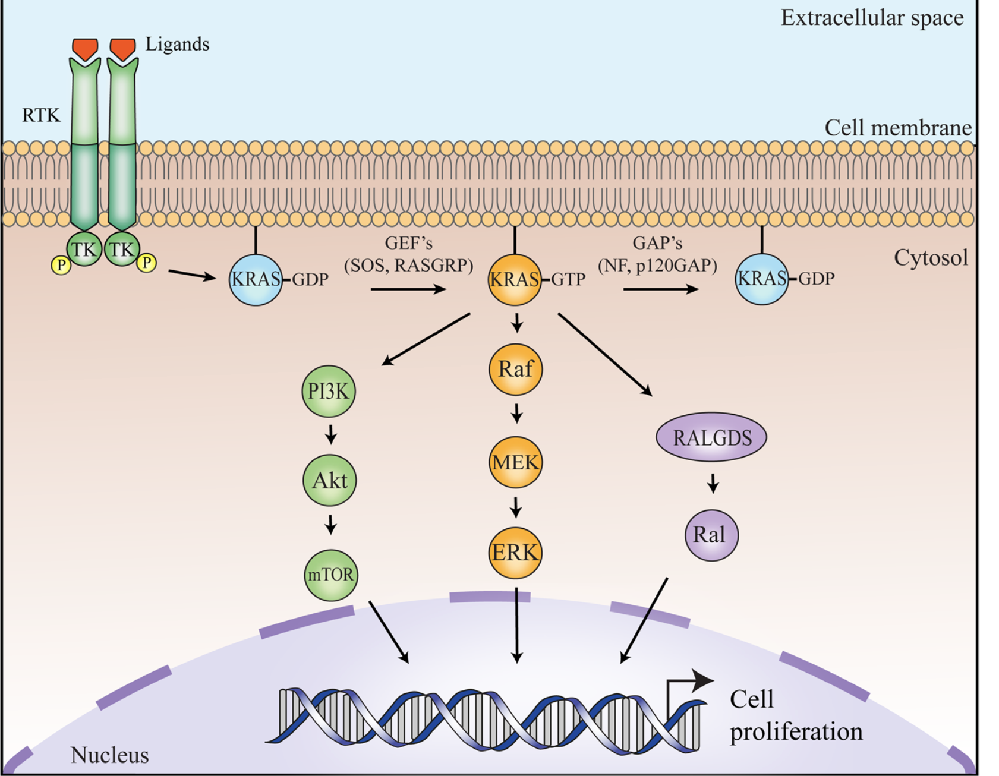 Extracellular space
Ligands
RTK
Cell membrane
TK
TK
P
P
Cytosol
KRAS-GDP
GEF’s
(SOS, RASGRP)
KRAS-GTP
GAP’s
(NF, p120GAP)
KRAS-GDP
PI3K
Akt
mTOR
Raf
MEK
ERK
RALGDS
Ral
Cell
proliferation
Nucleus